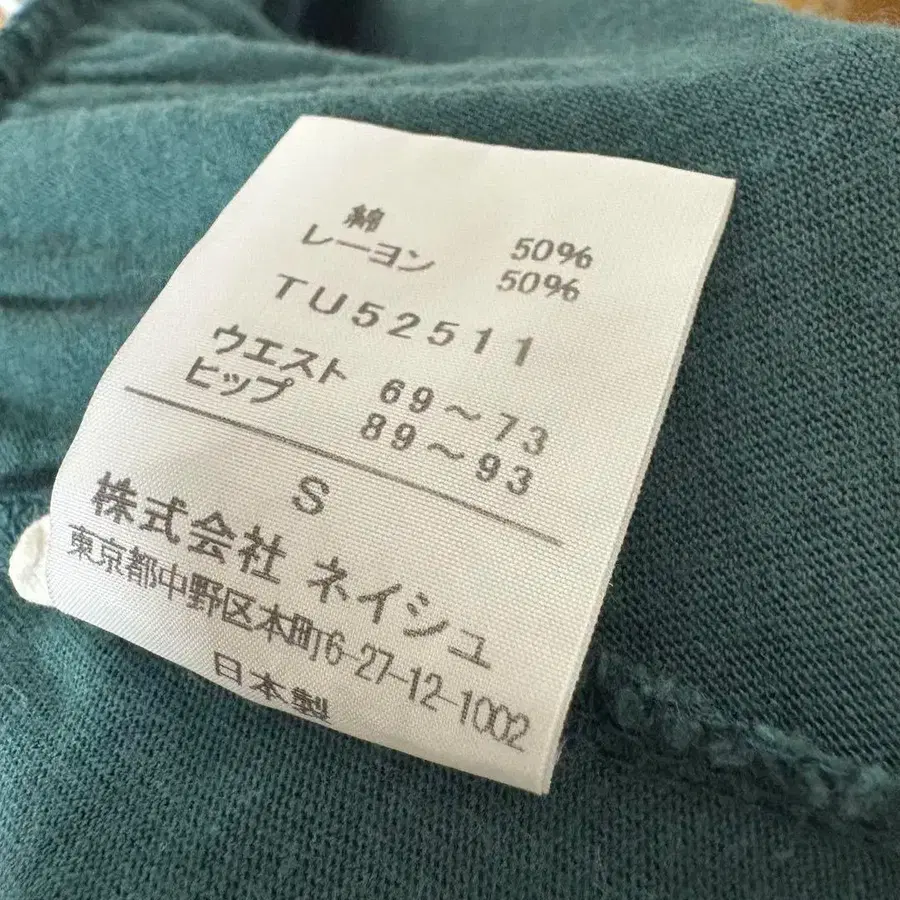 綿 50%
レーヨン 50%
TU52511
ウエスト 69～73
ヒップ 89～93
S
株式会社 ネイシュ
東京都中野区本町6-27-12-1002
日本製